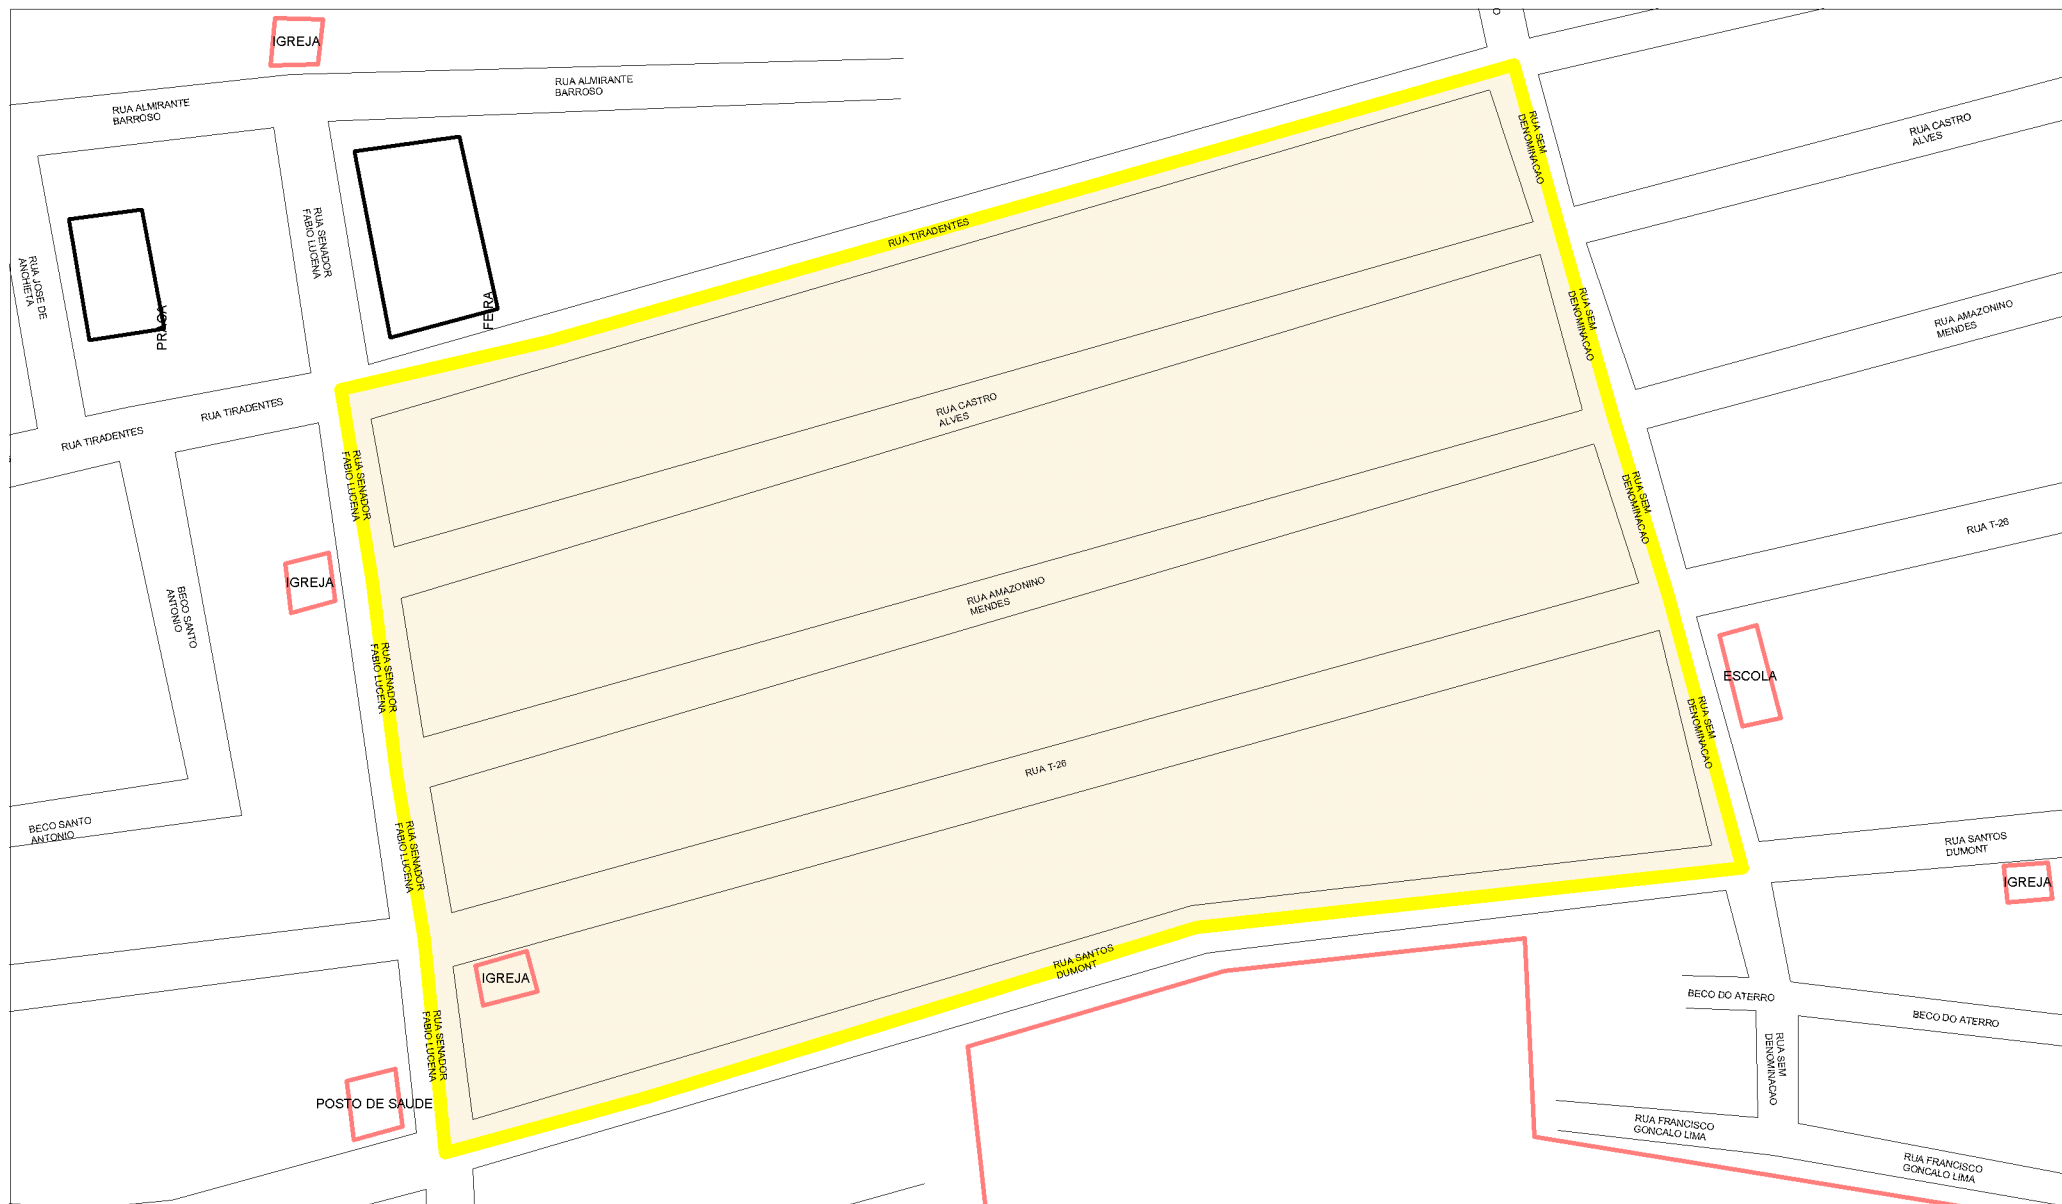 IGREJA
RUA ALMIRANTE
BARROSO
RUA ALMIRANTE
BARROSO
RUA SEM
DENOMINACAO
RUA CASTRO
ALVES
RUA SENADOR
FABIO LUCENA
RUA TIRADENTES
RUA JOSE DE
ANCHIETA
PRACA
FEIRA
RUA SEM
DENOMINACAO
RUA AMAZONINO
MENDES
RUA TIRADENTES
RUA TIRADENTES
RUA CASTRO
ALVES
RUA SENADOR
FABIO LUCENA
RUA SEM
DENOMINACAO
RUA T-26
IGREJA
BECO SANTO
ANTONIO
RUA AMAZONINO
MENDES
RUA SENADOR
FABIO LUCENA
ESCOLA
RUA SEM
DENOMINACAO
RUA T-26
BECO SANTO
ANTONIO
RUA SENADOR
FABIO LUCENA
RUA SANTOS
DUMONT
IGREJA
RUA SANTOS
DUMONT
IGREJA
BECO DO ATERRO
BECO DO ATERRO
RUA SENADOR
FABIO LUCENA
RUA SEM
DENOMINACAO
POSTO DE SAUDE
RUA FRANCISCO
GONCALO LIMA
RUA FRANCISCO
GONCALO LIMA